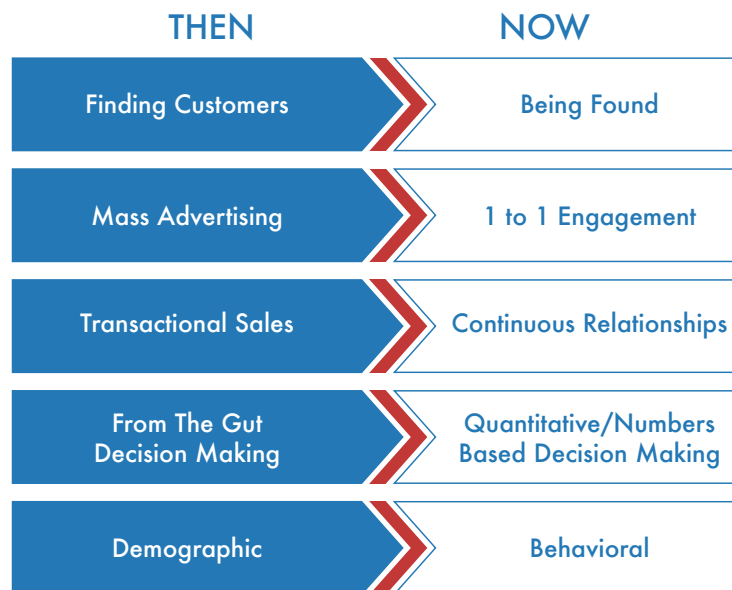 THEN
NOW
Finding Customers
Being Found
Mass Advertising
1 to 1 Engagement
Transactional Sales
Continuous Relationships
From The Gut
Decision Making
Quantitative/Numbers
Based Decision Making
Demographic
Behavioral